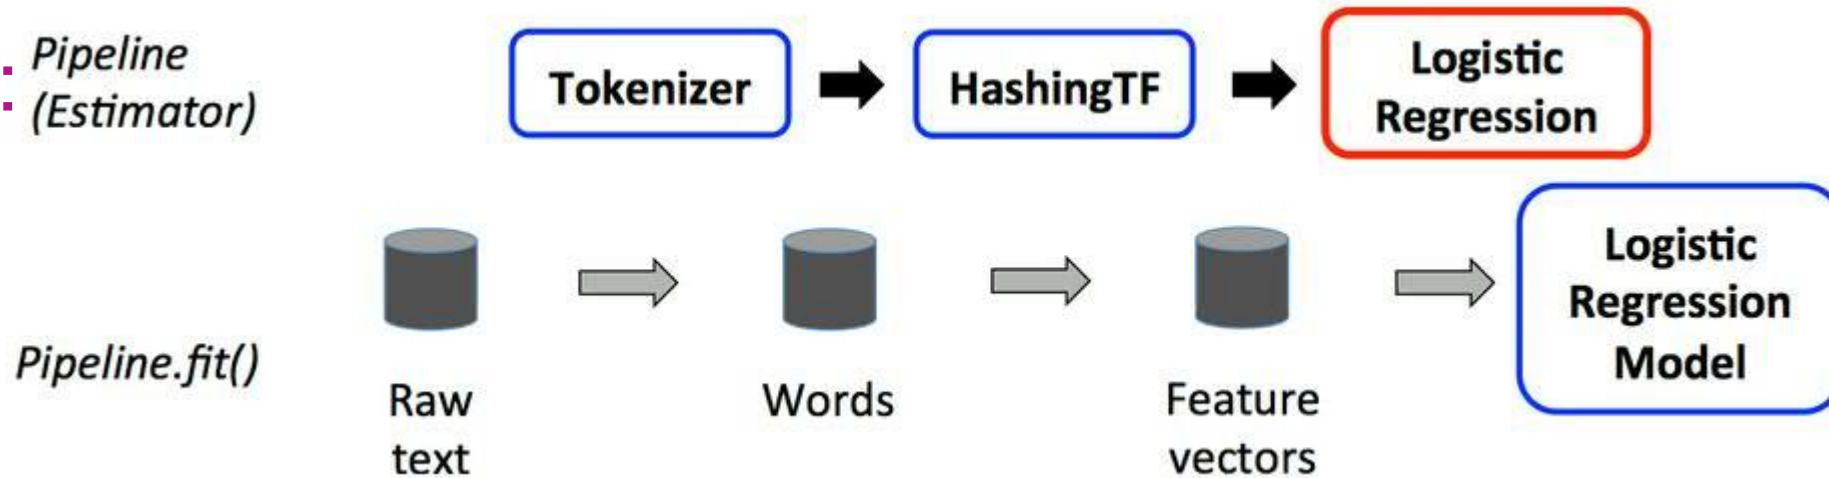 Pipeline
(Estimator)
Tokenizer
HashingTF
Logistic
Regression
Pipeline.fit()
Raw
text
Words
Feature
vectors
Logistic
Regression
Model